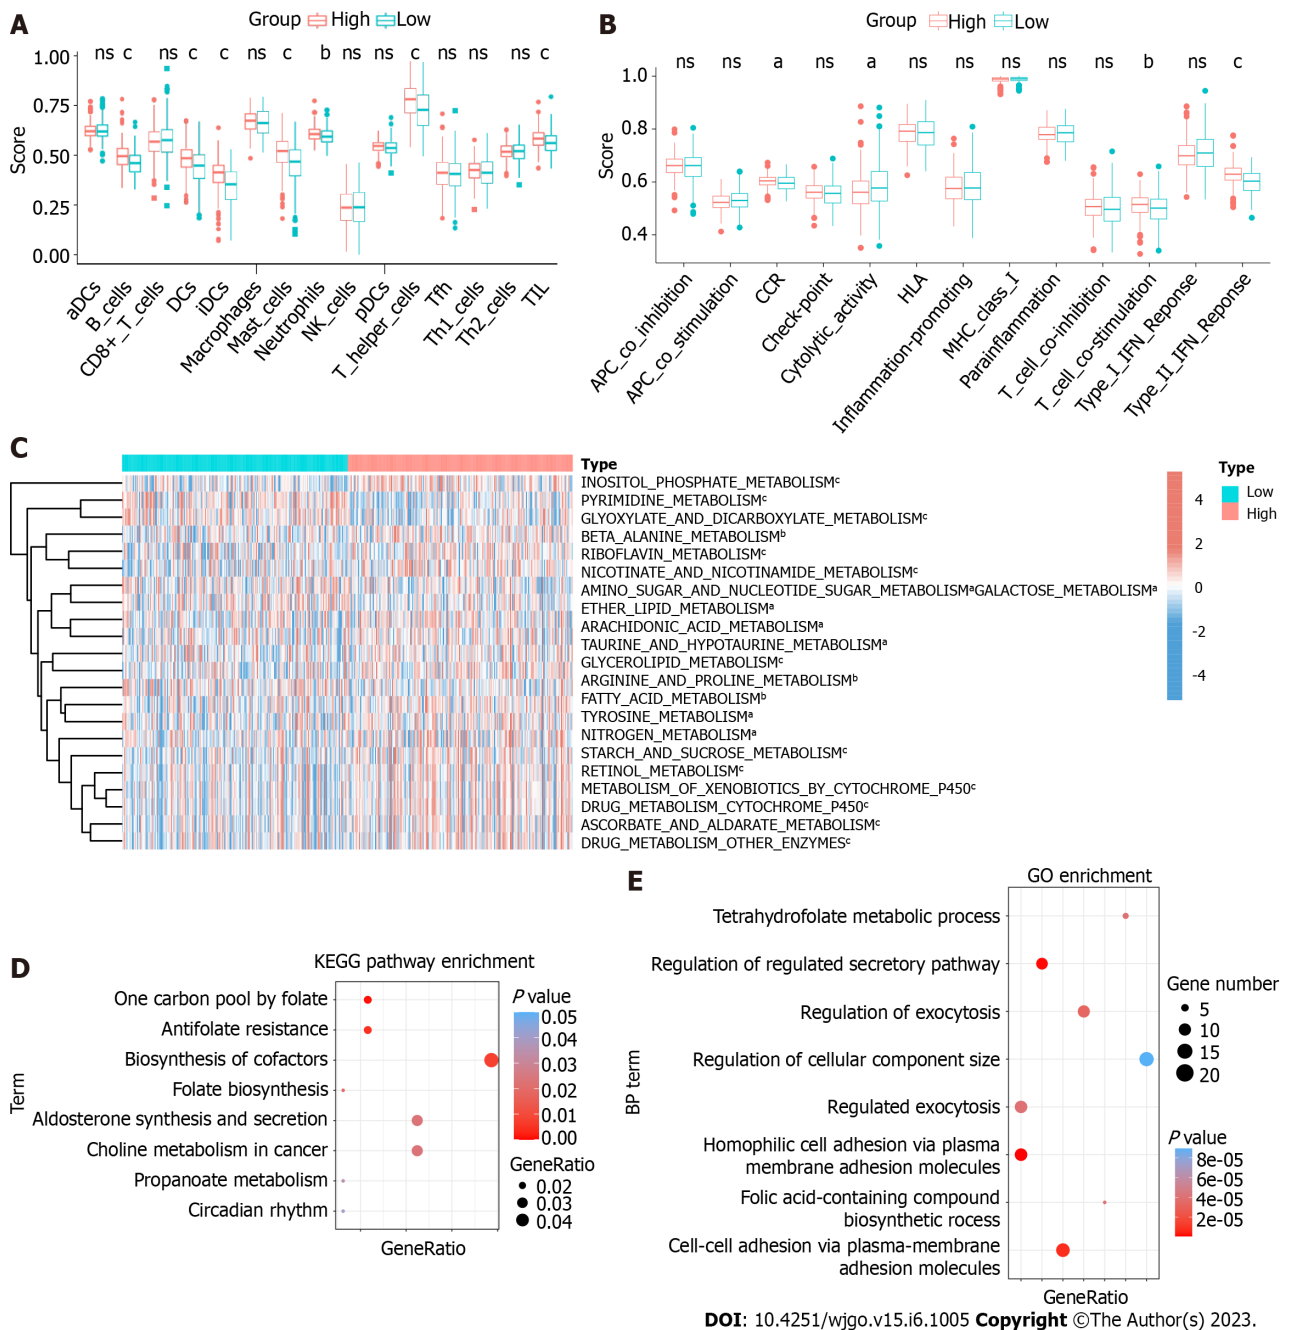 A
Group High Low
ns c ns c c ns c b ns ns c ns ns ns c
Score
1.00
0.75
0.50
0.25
0.00
aDCs
B_cells
CD8+_T_cells
DCs
iDCs
Macrophages
Mast_cells
Neutrophils
NK_cells
pDCs
T_helper_cells
Tfh
Th1_cells
Th2_cells
TIL
B
Group High Low
ns ns a ns a ns ns ns ns ns b ns c
Score
1.0
0.8
0.6
0.4
APC_co_inhibition
APC_co_stimulation
CCR
Check-point
Cytolytic_activity
HLA
Inflammation-promoting
MHC_class_I
Parainflammation
T_cell_co-inhibition
T_cell_co-stimulation
Type_I_IFN_Reponse
Type_II_IFN_Reponse
C
Type
INOSITOL_PHOSPHATE_METABOLISMᶜ
PYRIMIDINE_METABOLISMᶜ
GLYOXYLATE_AND_DICARBOXYLATE_METABOLISMᶜ
BETA_ALANINE_METABOLISMᵇ
RIBOFLAVIN_METABOLISMᶜ
NICOTINATE_AND_NICOTINAMIDE_METABOLISMᶜ
AMINO_SUGAR_AND_NUCLEOTIDE_SUGAR_METABOLISMᵃGALACTOSE_METABOLISMᵃ
ETHER_LIPID_METABOLISMᵃ
ARACHIDONIC_ACID_METABOLISMᵃ
TAURINE_AND_HYPOTAURINE_METABOLISMᵃ
GLYCEROLIPID_METABOLISMᶜ
ARGININE_AND_PROLINE_METABOLISMᵇ
FATTY_ACID_METABOLISMᵇ
TYROSINE_METABOLISMᵃ
NITROGEN_METABOLISMᵃ
STARCH_AND_SUCROSE_METABOLISMᶜ
RETINOL_METABOLISMᶜ
METABOLISM_OF_XENOBIOTICS_BY_CYTOCHROME_P450ᶜ
DRUG_METABOLISM_CYTOCHROME_P450ᶜ
ASCORBATE_AND_ALDARATE_METABOLISMᶜ
DRUG_METABOLISM_OTHER_ENZYMESᶜ
4
2
0
-2
-4
Type
Low
High
D
KEGG pathway enrichment
Term
One carbon pool by folate
Antifolate resistance
Biosynthesis of cofactors
Folate biosynthesis
Aldosterone synthesis and secretion
Choline metabolism in cancer
Propanoate metabolism
Circadian rhythm
GeneRatio
P value
0.05
0.04
0.03
0.02
0.01
0.00
GeneRatio
0.02
0.03
0.04
E
GO enrichment
BP term
Tetrahydrofolate metabolic process
Regulation of regulated secretory pathway
Regulation of exocytosis
Regulation of cellular component size
Regulated exocytosis
Homophilic cell adhesion via plasma
membrane adhesion molecules
Folic acid-containing compound
biosynthetic rocess
Cell-cell adhesion via plasma-membrane
adhesion molecules
GeneRatio
Gene number
5
10
15
20
P value
8e-05
6e-05
4e-05
2e-05
DOI: 10.4251/wjgo.v15.i6.1005 Copyright ©The Author(s) 2023.